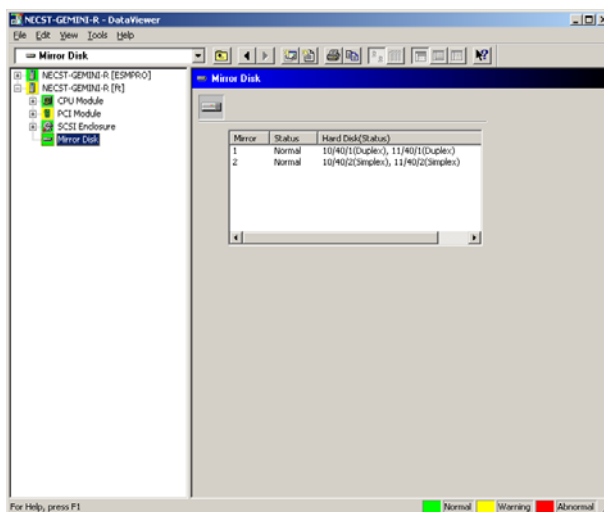 NECST-GEMINI-R - DataViewer
File Edit View Tools Help
Mirror Disk
NECST-GEMINI-R [ESMPRO]
NECST-GEMINI-R [ft]
CPU Module
PCI Module
SCSI Enclosure
Mirror Disk
Mirror Disk
Mirror Status Hard Disk(Status)
1 Normal 10/40/1(Duplex), 11/40/1(Duplex)
2 Normal 10/40/2(Simplex), 11/40/2(Simplex)
For Help, press F1
Normal Warning Abnormal